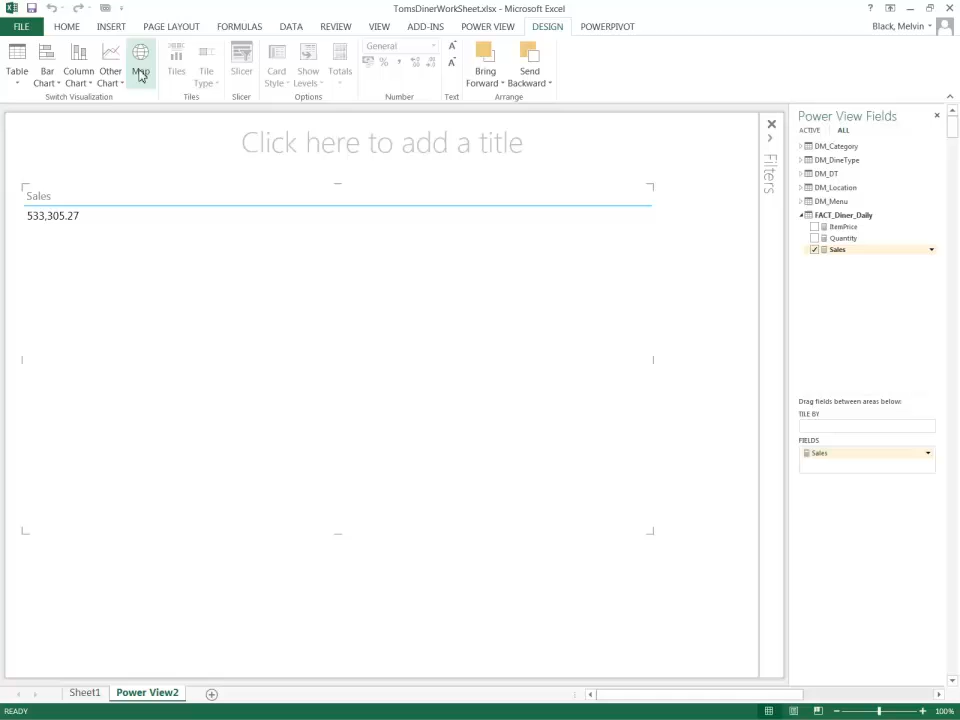 TomsDinerWorkSheet.xlsx - Microsoft Excel
FILE HOME INSERT PAGE LAYOUT FORMULAS DATA REVIEW VIEW ADD-INS POWER VIEW DESIGN POWERPIVOT
Black, Melvin
Table
Bar Chart
Column Chart
Other Chart
Map
Switch Visualization
Tiles
Tile Type
Tiles
Slicer
Slicer
Card Style
Show Levels
Totals
Options
General
Number
Text
Bring Forward
Send Backward
Arrange
Click here to add a title
Sales
533,305.27
Filters
Power View Fields
ACTIVE ALL
DM_Category
DM_DineType
DM_DT
DM_Location
DM_Menu
FACT_Diner_Daily
ItemPrice
Quantity
Sales
Drag fields between areas below:
TILE BY
FIELDS
Sales
Sheet1 Power View2
READY
100%